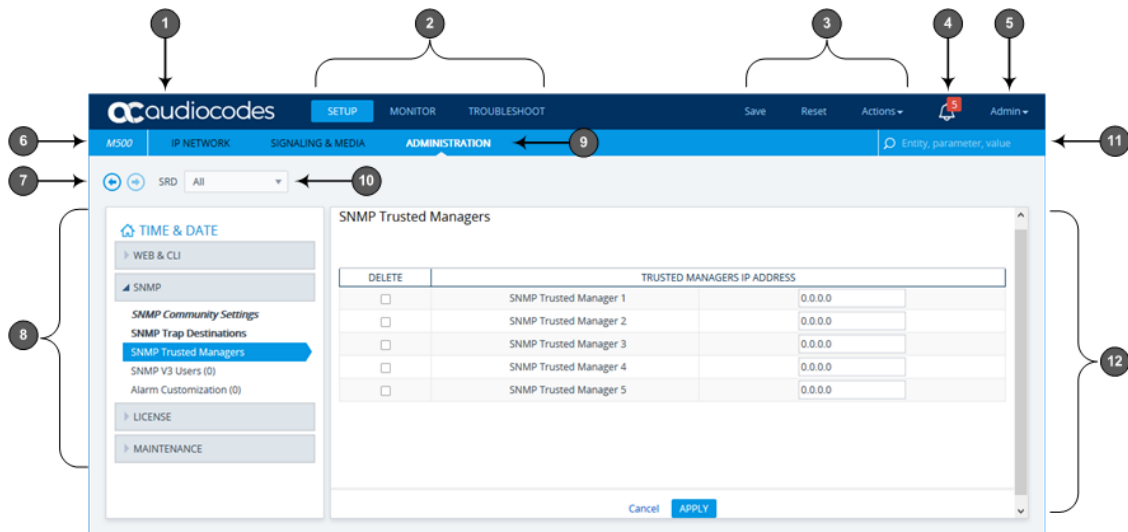 1
2
3
4
5
audiocodes SETUP MONITOR TROUBLESHOOT Save Reset Actions 5 Admin
6 M500 IP NETWORK SIGNALING & MEDIA ADMINISTRATION 9 Entity, parameter, value 11
7 SRD All 10
TIME & DATE
WEB & CLI
SNMP
SNMP Community Settings
SNMP Trap Destinations
SNMP Trusted Managers
SNMP V3 Users (0)
Alarm Customization (0)
LICENSE
MAINTENANCE
8
SNMP Trusted Managers
DELETE TRUSTED MANAGERS IP ADDRESS
SNMP Trusted Manager 1 0.0.0.0
SNMP Trusted Manager 2 0.0.0.0
SNMP Trusted Manager 3 0.0.0.0
SNMP Trusted Manager 4 0.0.0.0
SNMP Trusted Manager 5 0.0.0.0
12
Cancel APPLY